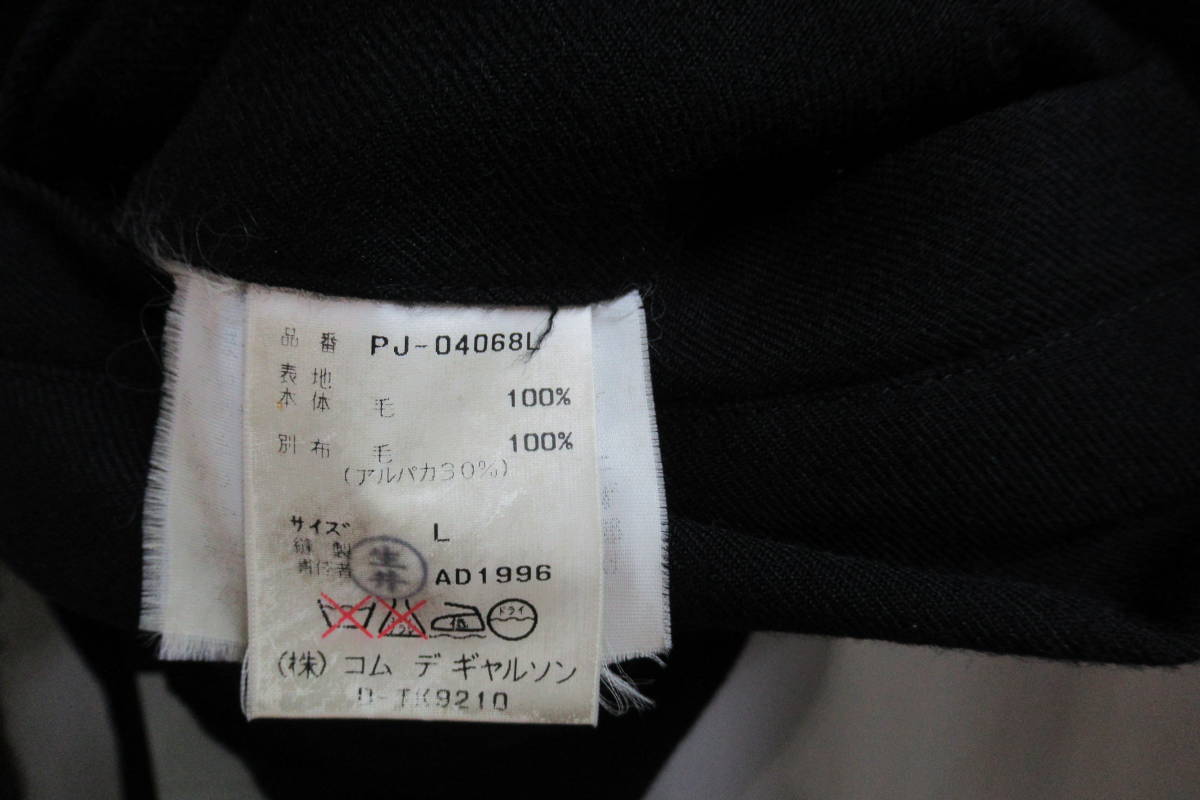 品番 PJ-04068L
表地
本体 毛 100%
別布 毛 100%
(アルパカ30%)
サイズ L
縫製
責任者 生井 AD1996
低 ドライ
(株) コム デ ギャルソン
D-TK9210